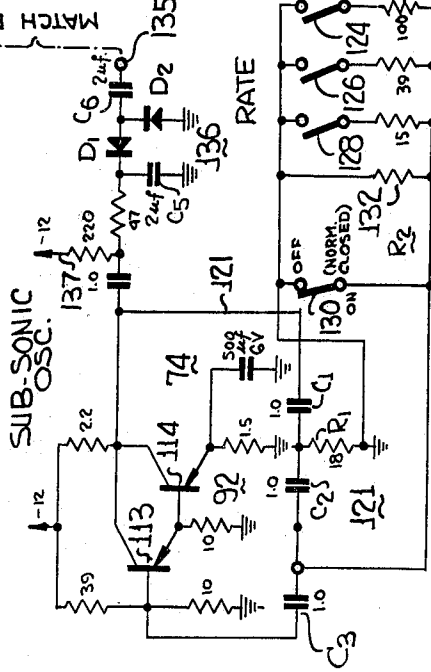 MATCH
135
2uf.
C6
D2
D1
136
2uf
C5
47
220
-12
137
1.0
SUB-SONIC
OSC.
-12
2.2
39
121
114
113
74
500
uf
6V
92
1.5
10
10
1.0
C1
R1
18
1.0
C2
121
1.0
C3
RATE
124
100
126
39
128
15
132
R2
OFF
(NORM.
CLOSED)
130
ON